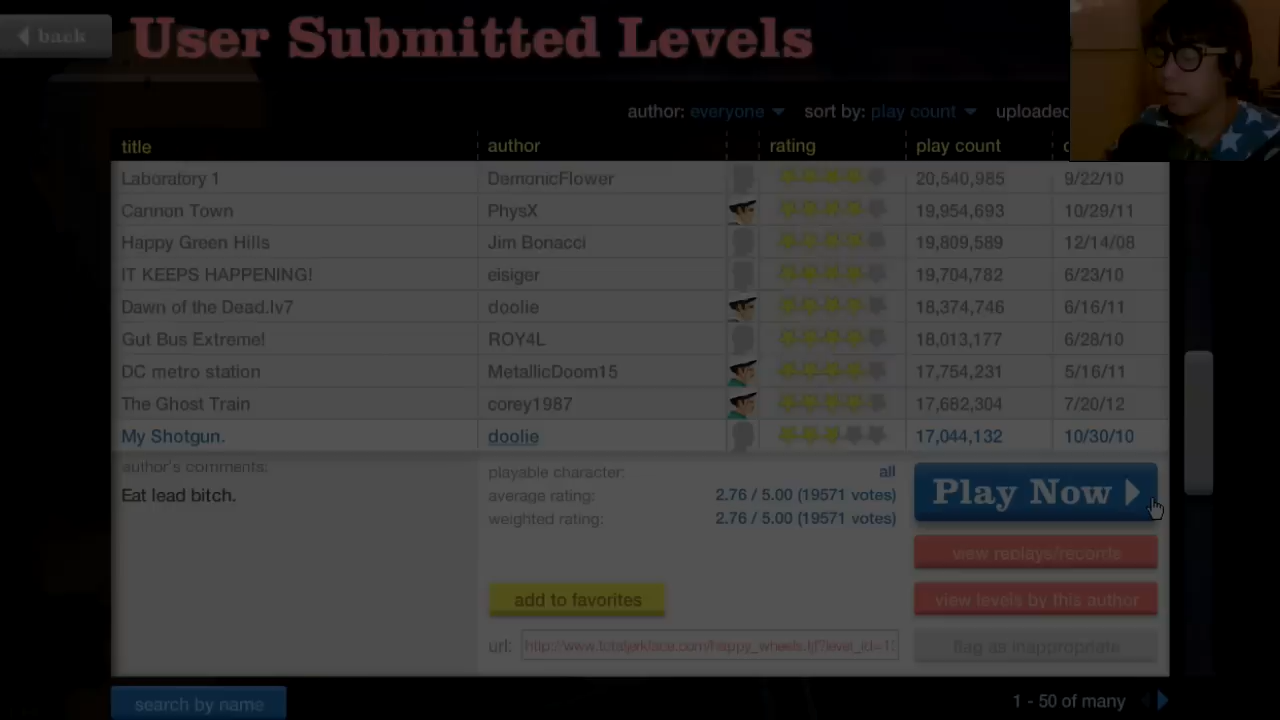 back
User Submitted Levels
author: everyone sort by: play count uploaded
title author rating play count
Laboratory 1 DemonicFlower 20,540,985 9/22/10
Cannon Town PhysX 19,954,693 10/29/11
Happy Green Hills Jim Bonacci 19,809,589 12/14/08
IT KEEPS HAPPENING! eisiger 19,704,782 6/23/10
Dawn of the Dead.lv7 doolie 18,374,746 6/16/11
Gut Bus Extreme! ROY4L 18,013,177 6/28/10
DC metro station MetallicDoom15 17,754,231 5/16/11
The Ghost Train corey1987 17,682,304 7/20/12
My Shotgun. doolie 17,044,132 10/30/10
author's comments:
Eat lead bitch.
playable character: all
average rating: 2.76 / 5.00 (19571 votes)
weighted rating: 2.76 / 5.00 (19571 votes)
Play Now
view replays/records
add to favorites
view levels by this author
url: http://www.totaljerkface.com/happy_wheels.tjf?level_id=1
flag as inappropriate
search by name
1 - 50 of many